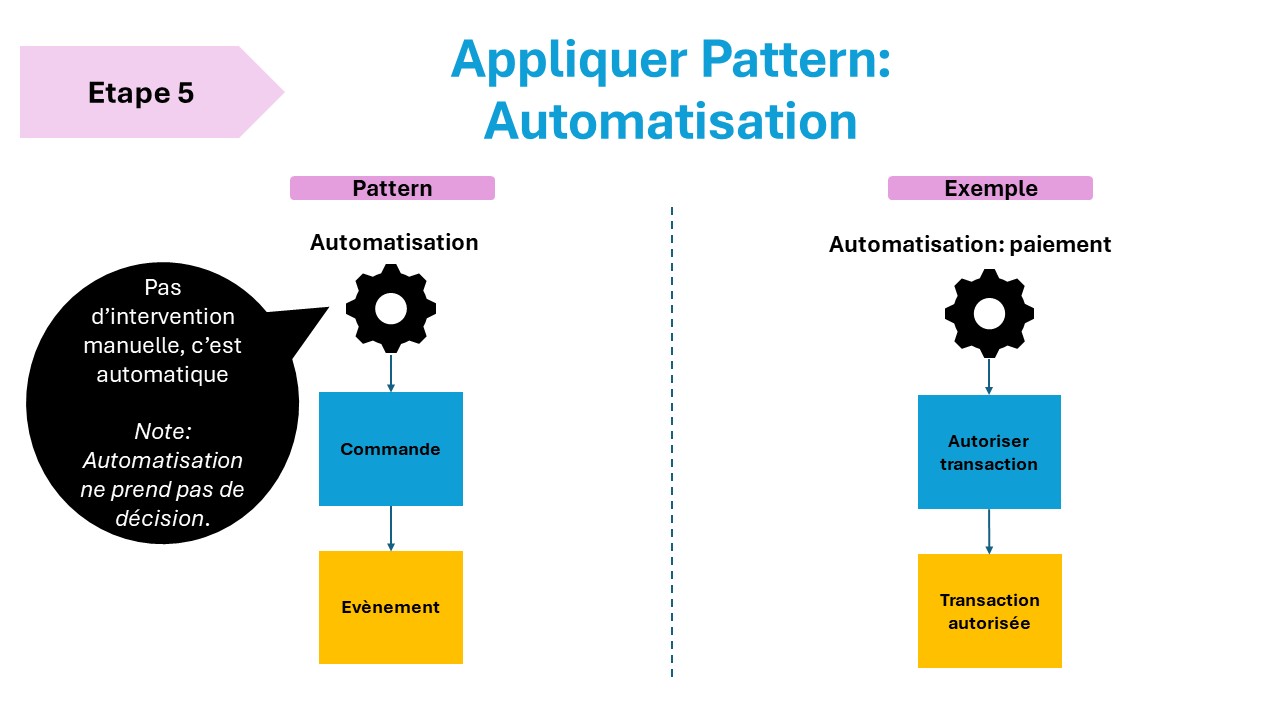 Etape 5
Appliquer Pattern:
Automatisation
Pattern
Automatisation
Pas
d’intervention
manuelle, c’est
automatique
Note:
Automatisation
ne prend pas de
décision.
Commande
Evènement
Exemple
Automatisation: paiement
Autoriser
transaction
Transaction
autorisée